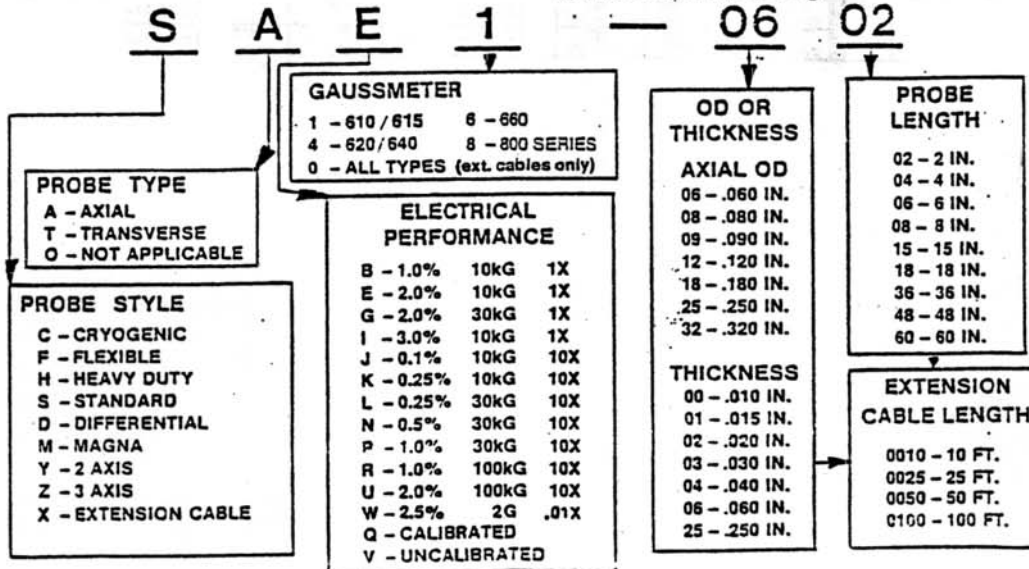 S A E 1 — 06 02
GAUSSMETER
1 – 610 / 615 6 – 660
4 – 620/640 8 – 800 SERIES
0 – ALL TYPES (ext. cables only)
PROBE TYPE
A – AXIAL
T – TRANSVERSE
O – NOT APPLICABLE
PROBE STYLE
C – CRYOGENIC
F – FLEXIBLE
H – HEAVY DUTY
S – STANDARD
D – DIFFERENTIAL
M – MAGNA
Y – 2 AXIS
Z – 3 AXIS
X – EXTENSION CABLE
ELECTRICAL
PERFORMANCE
B – 1.0% 10kG 1X
E – 2.0% 10kG 1X
G – 2.0% 30kG 1X
I – 3.0% 10kG 1X
J – 0.1% 10kG 10X
K – 0.25% 10kG 10X
L – 0.25% 30kG 10X
N – 0.5% 30kG 10X
P – 1.0% 30kG 10X
R – 1.0% 100kG 10X
U – 2.0% 100kG 10X
W – 2.5% 2G .01X
Q – CALIBRATED
V – UNCALIBRATED
OD OR
THICKNESS
AXIAL OD
06 – .060 IN.
08 – .080 IN.
09 – .090 IN.
12 – .120 IN.
18 – .180 IN.
25 – .250 IN.
32 – .320 IN.
THICKNESS
00 – .010 IN.
01 – .015 IN.
02 – .020 IN.
03 – .030 IN.
04 – .040 IN.
06 – .060 IN.
25 – .250 IN.
PROBE
LENGTH
02 – 2 IN.
04 – 4 IN.
06 – 6 IN.
08 – 8 IN.
15 – 15 IN.
18 – 18 IN.
36 – 36 IN.
48 – 48 IN.
60 – 60 IN.
EXTENSION
CABLE LENGTH
0010 – 10 FT.
0025 – 25 FT.
0050 – 50 FT.
0100 – 100 FT.